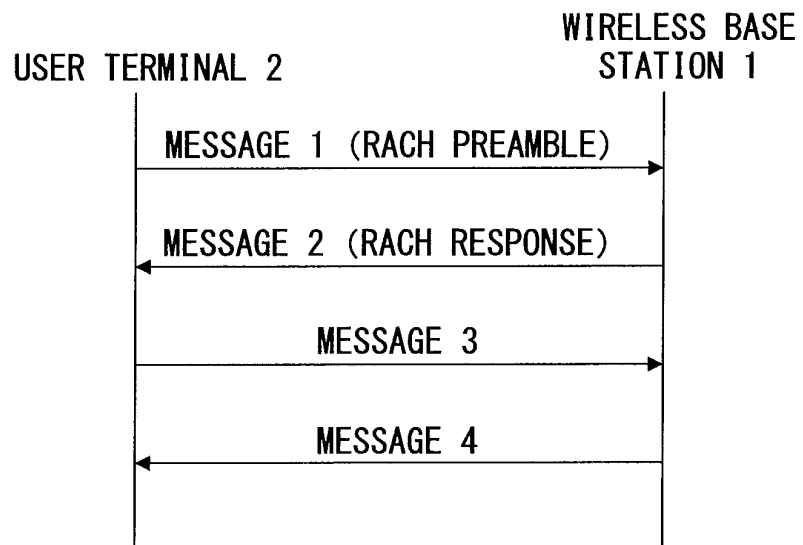 USER TERMINAL 2
WIRELESS BASE
STATION 1
MESSAGE 1 (RACH PREAMBLE)
MESSAGE 2 (RACH RESPONSE)
MESSAGE 3
MESSAGE 4